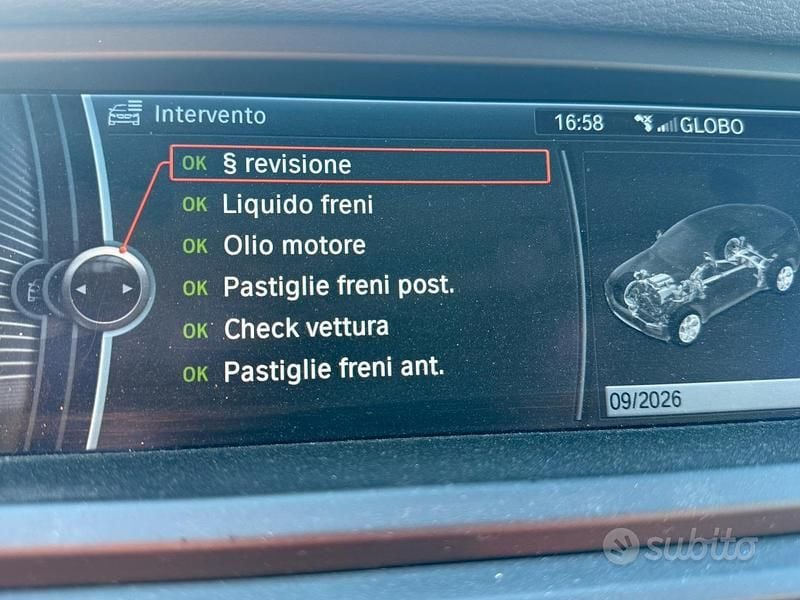 Intervento
16:58
GLOBO
OK § revisione
OK Liquido freni
OK Olio motore
OK Pastiglie freni post.
OK Check vettura
OK Pastiglie freni ant.
09/2026
subito